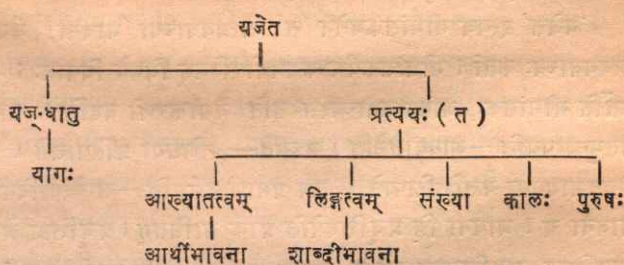 यजेत
यज्-धातु प्रत्ययः ( त )
यागः
आख्यातत्वम् लिङ्गत्वम् संख्या कालः पुरुषः
आर्थीभावना शाब्दीभावना